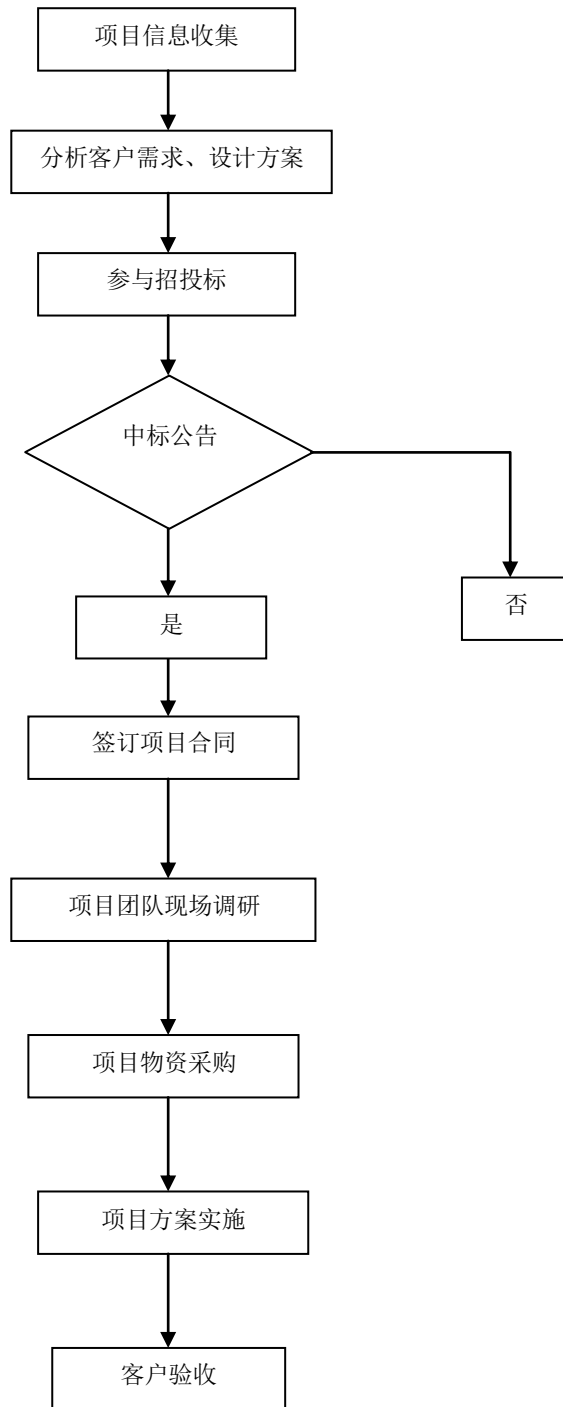 项目信息收集
分析客户需求、设计方案
参与招投标
中标公告
否
是
签订项目合同
项目团队现场调研
项目物资采购
项目方案实施
客户验收